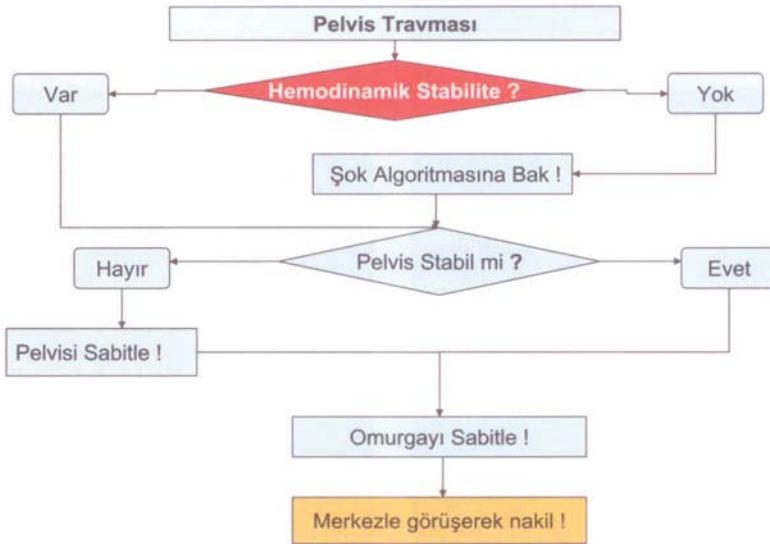 Pelvis Travması
Hemodinamik Stabilite ?
Var
Yok
Şok Algoritmasına Bak !
Pelvis Stabil mi ?
Hayır
Evet
Pelvisi Sabitle !
Omurgayı Sabitle !
Merkezle görüşerek nakil !